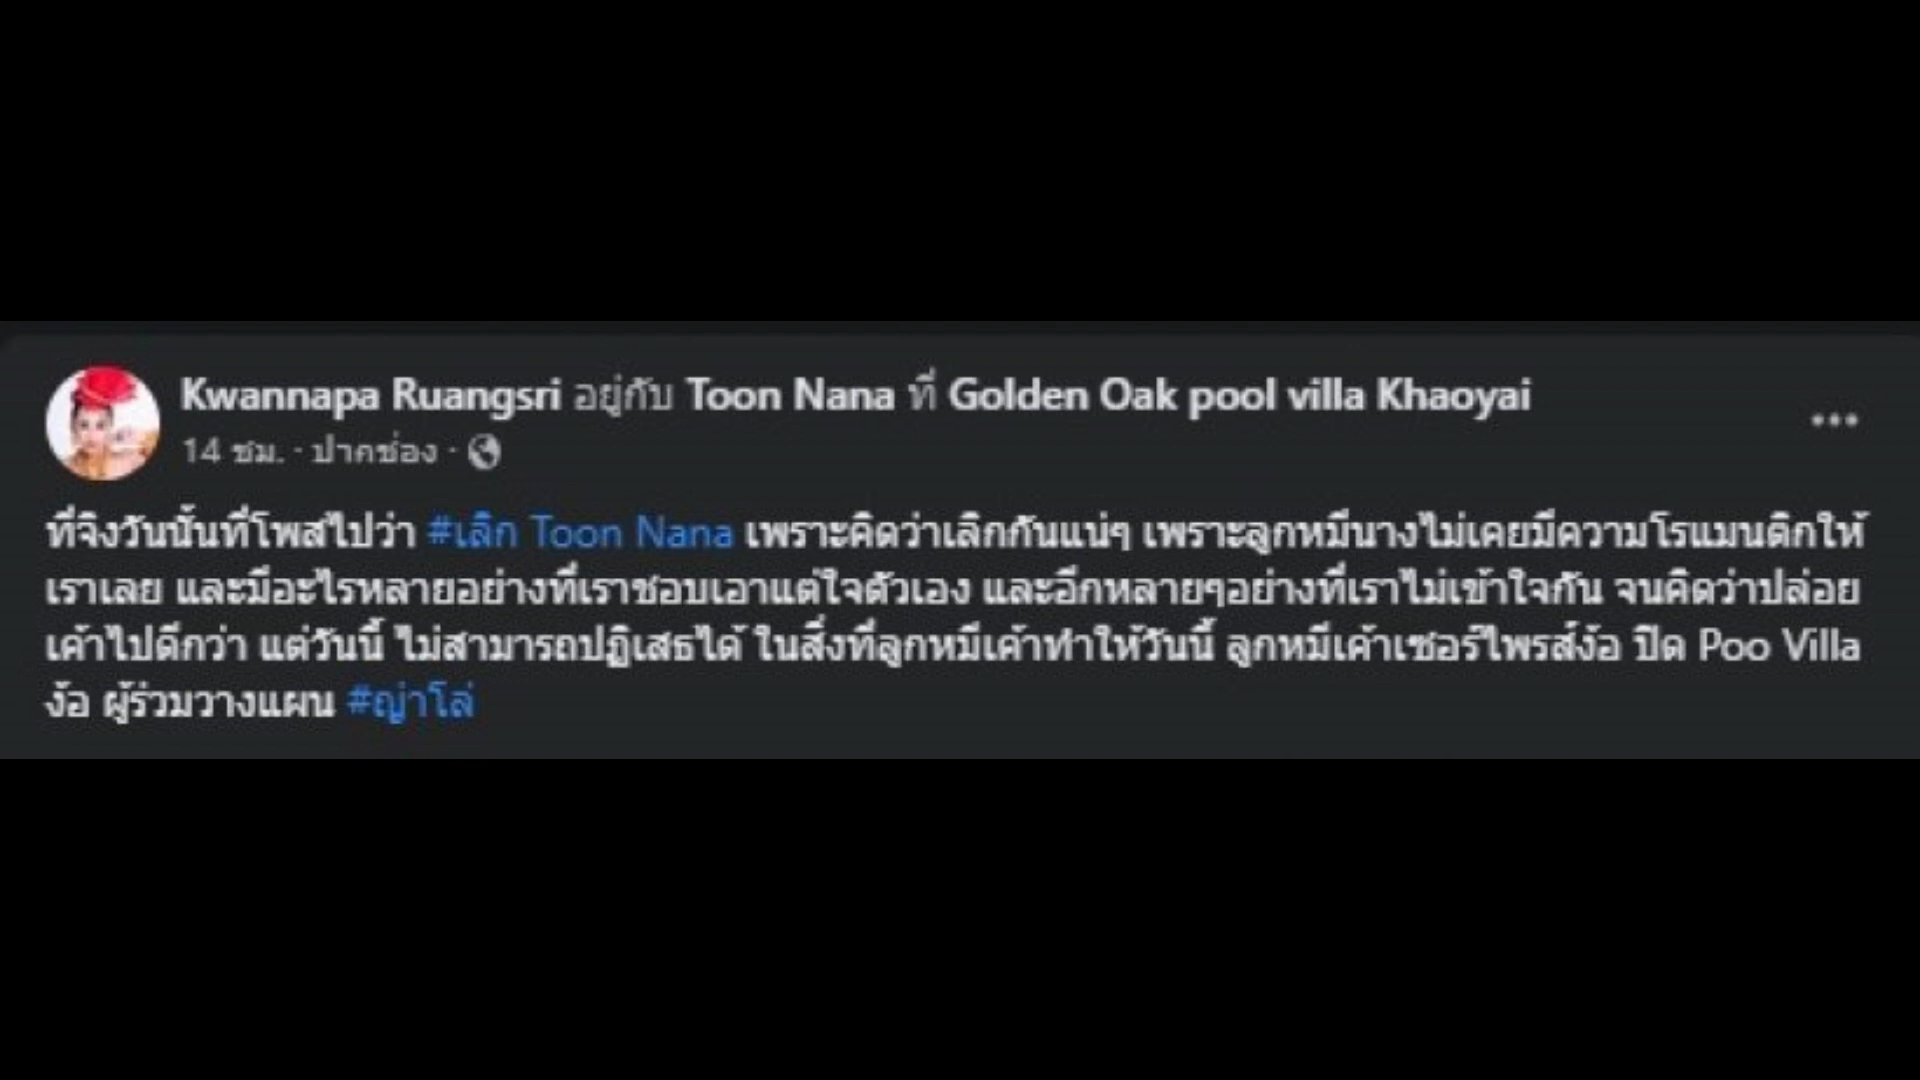 Kwannapa Ruangsri อยู่กับ Toon Nana ที่ Golden Oak pool villa Khaoyai
14 ชม. · ปากช่อง ·
ที่จิงวันนั้นที่โพสไปว่า #เลิก Toon Nana เพราะคิดว่าเลิกกันแน่ๆ เพราะลูกหมีนางไม่เคยมีความโรแมนติกให้
เราเลย และมีอะไรหลายอย่างที่เราชอบเอาแต่ใจตัวเอง และอีกหลายๆอย่างที่เราไม่เข้าใจกัน จนคิดว่าปล่อย
เค้าไปดีกว่า แต่วันนี้ ไม่สามารถปฏิเสธได้ ในสิ่งที่ลูกหมีเค้าทำให้วันนี้ ลูกหมีเค้าเซอร์ไพรส์ง้อ ปิด Poo Villa
ง้อ ผู้ร่วมวางแผน #ญ่าโล่